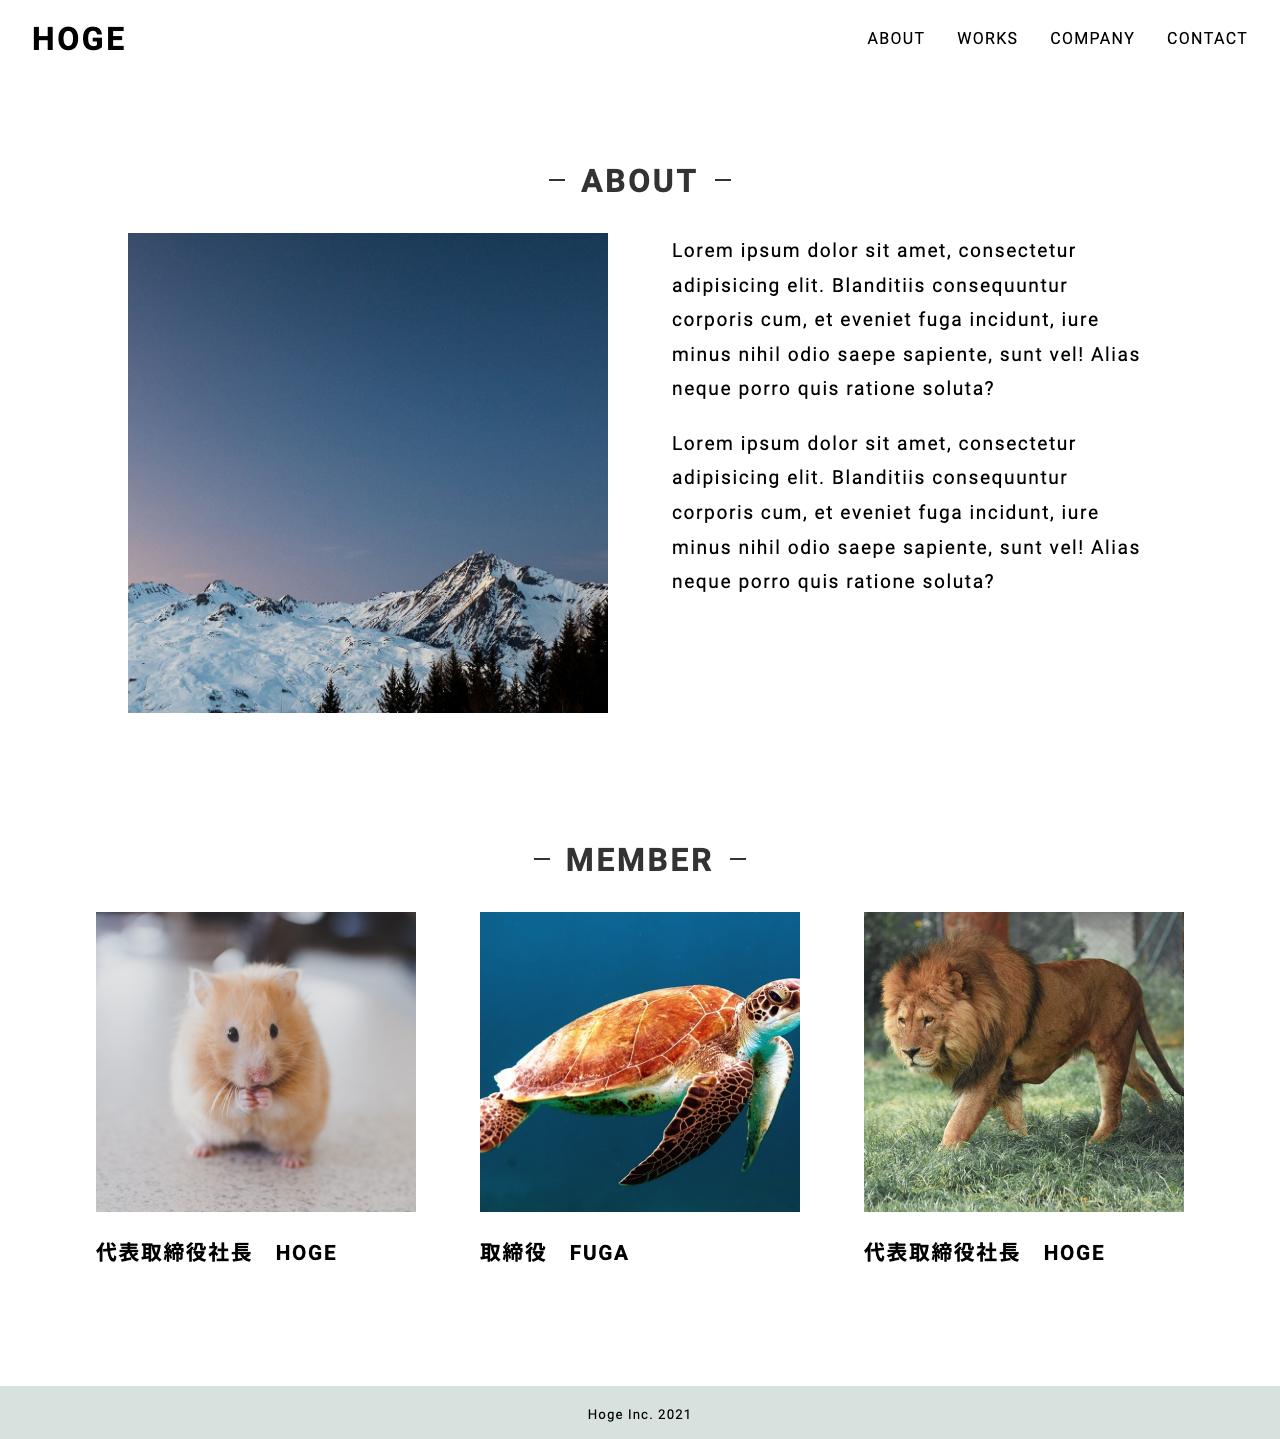 HOGE
ABOUT WORKS COMPANY CONTACT
ABOUT
Lorem ipsum dolor sit amet, consectetur
adipisicing elit. Blanditiis consequuntur
corporis cum, et eveniet fuga incidunt, iure
minus nihil odio saepe sapiente, sunt vel! Alias
neque porro quis ratione soluta?
Lorem ipsum dolor sit amet, consectetur
adipisicing elit. Blanditiis consequuntur
corporis cum, et eveniet fuga incidunt, iure
minus nihil odio saepe sapiente, sunt vel! Alias
neque porro quis ratione soluta?
MEMBER
代表取締役社長　HOGE
取締役　FUGA
代表取締役社長　HOGE
Hoge Inc. 2021